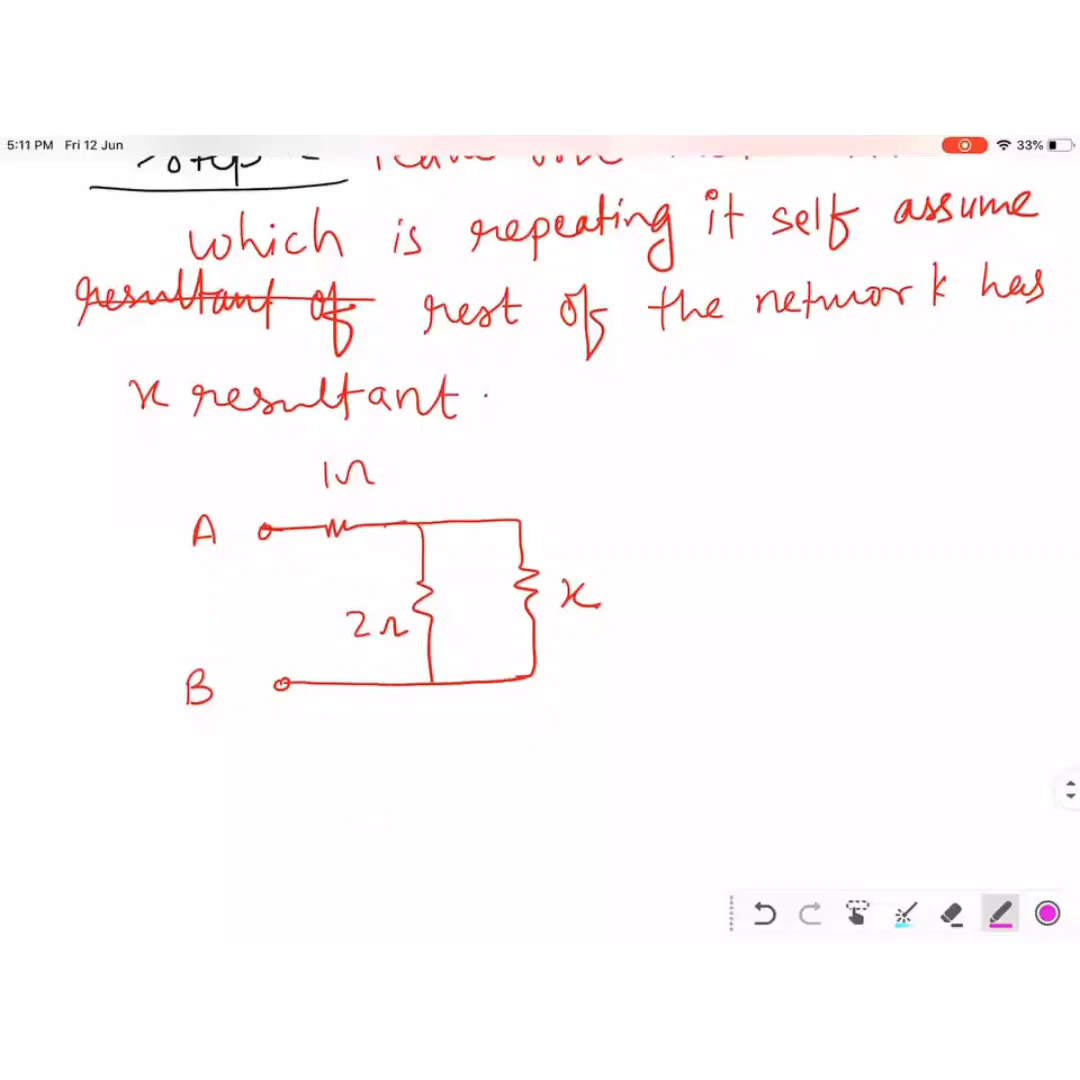 5:11 PM Fri 12 Jun
33%
which is repeating it self assume
resultant of rest of the network has
x resultant.
1Ω
A
2Ω
x
B